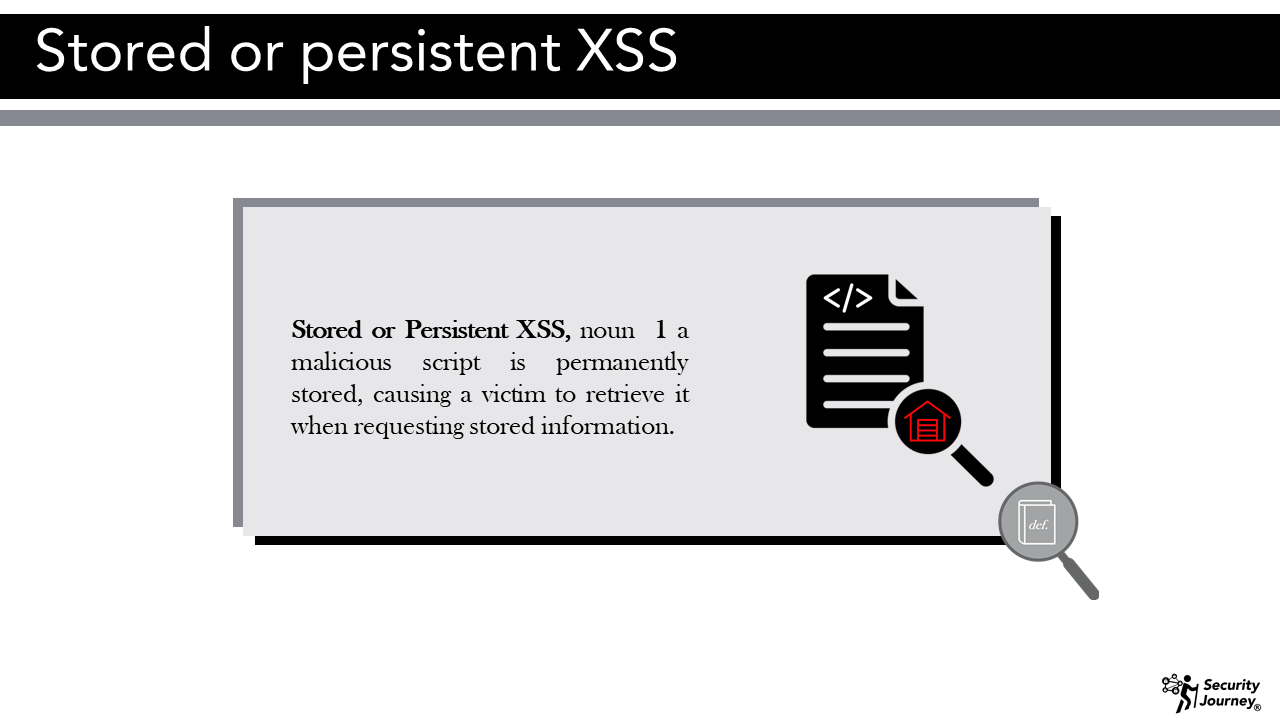 Stored or persistent XSS
</>
Stored or Persistent XSS, noun 1 a
malicious script is permanently
stored, causing a victim to retrieve it
when requesting stored information.
def.
Security
Journey®